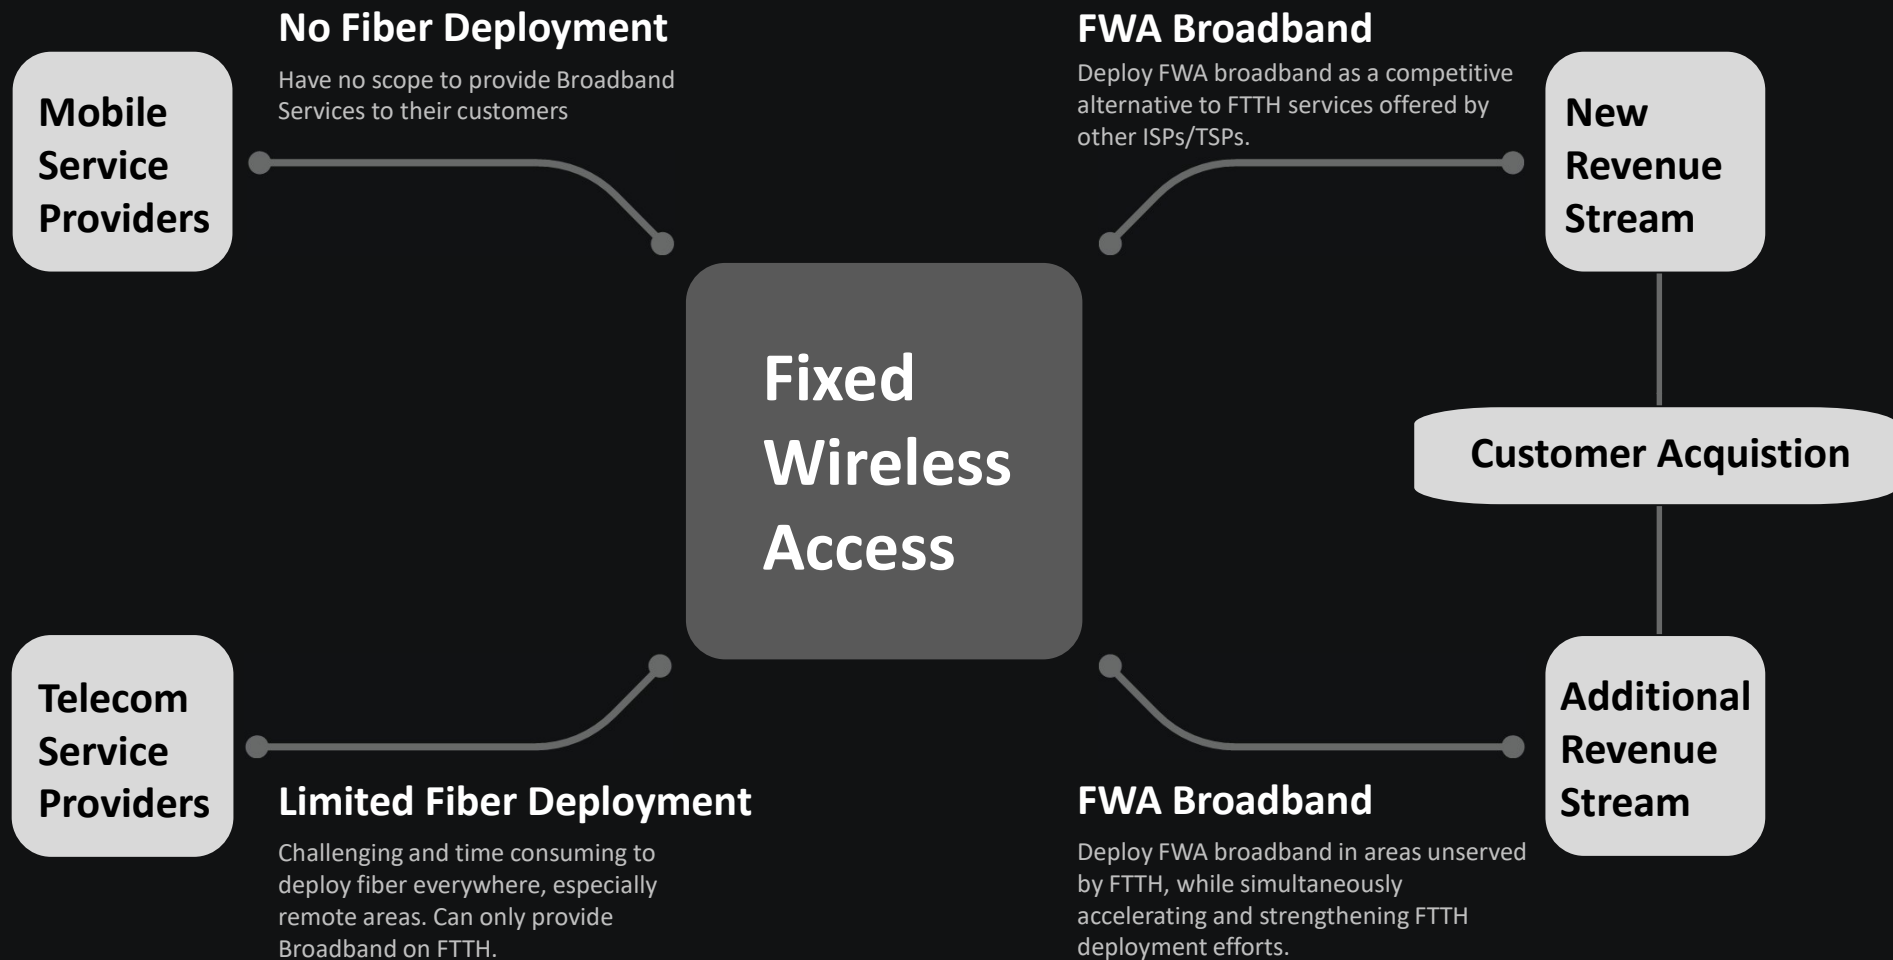 No Fiber Deployment
Have no scope to provide Broadband
Services to their customers
Mobile
Service
Providers
FWA Broadband
Deploy FWA broadband as a competitive
alternative to FTTH services offered by
other ISPs/TSPs.
New
Revenue
Stream
Fixed
Wireless
Access
Customer Acquistion
Telecom
Service
Providers
Limited Fiber Deployment
Challenging and time consuming to
deploy fiber everywhere, especially
remote areas. Can only provide
Broadband on FTTH.
FWA Broadband
Deploy FWA broadband in areas unserved
by FTTH, while simultaneously
accelerating and strengthening FTTH
deployment efforts.
Additional
Revenue
Stream